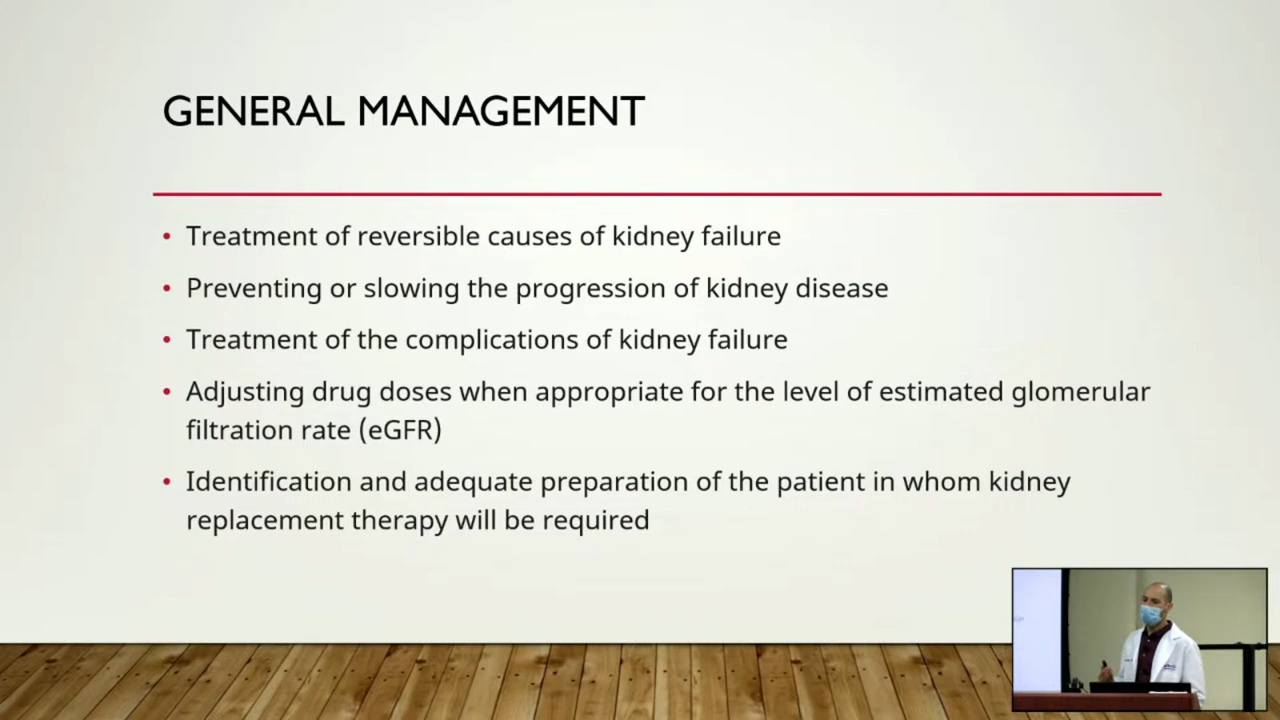 GENERAL MANAGEMENT
• Treatment of reversible causes of kidney failure
• Preventing or slowing the progression of kidney disease
• Treatment of the complications of kidney failure
• Adjusting drug doses when appropriate for the level of estimated glomerular
filtration rate (eGFR)
• Identification and adequate preparation of the patient in whom kidney
replacement therapy will be required